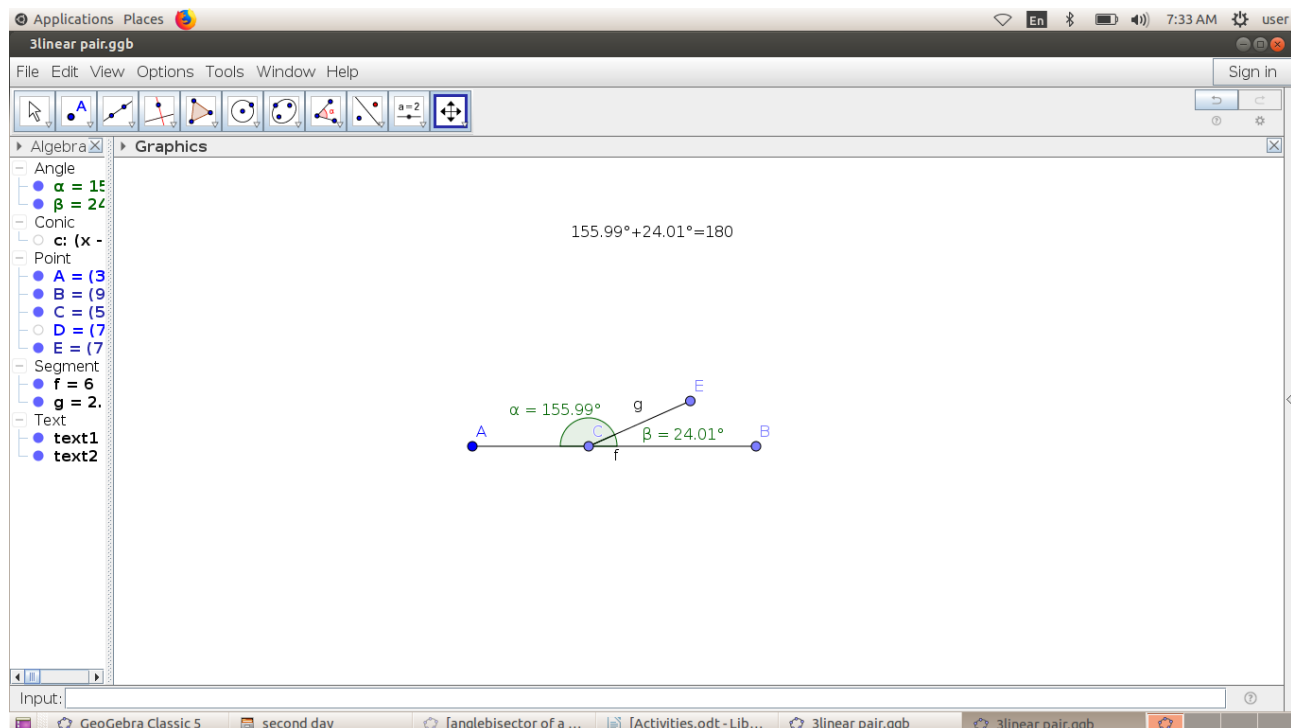 Applications Places En 7:33 AM user
3linear pair.ggb
File Edit View Options Tools Window Help Sign in
A α a=2
Algebra Graphics
Angle
α = 15
β = 24
Conic
c: (x -
Point
A = (3
B = (9
C = (5
D = (7
E = (7
Segment
f = 6
g = 2.
Text
text1
text2
155.99°+24.01°=180
E
α = 155.99° g
A C β = 24.01° B
f
Input:
GeoGebra Classic 5 second day [anglebisector of a ... [Activities.odt - Lib... 3linear pair.ggb 3linear pair.ggb